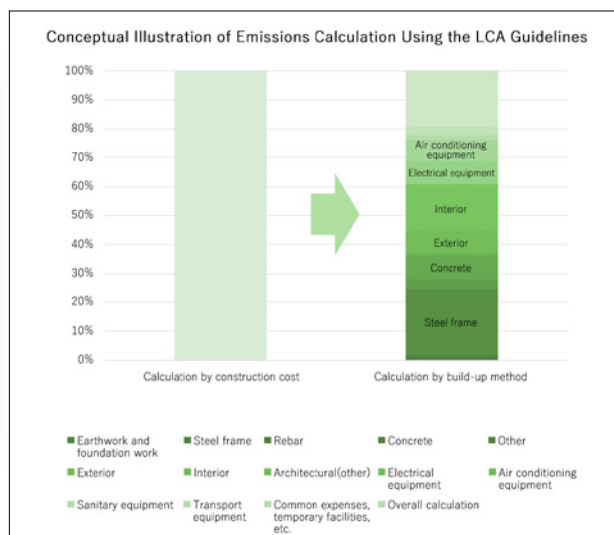 Conceptual Illustration of Emissions Calculation Using the LCA Guidelines
100%
90%
80%
70%
60%
50%
40%
30%
20%
10%
0%
Air conditioning
equipment
Electrical equipment
Interior
Exterior
Concrete
Steel frame
Calculation by construction cost
Calculation by build-up method
Earthwork and
foundation work
Steel frame
Rebar
Concrete
Other
Exterior
Interior
Architectural(other)
Electrical
equipment
Air conditioning
equipment
Sanitary equipment
Transport
equipment
Common expenses,
temporary facilities,
etc.
Overall calculation